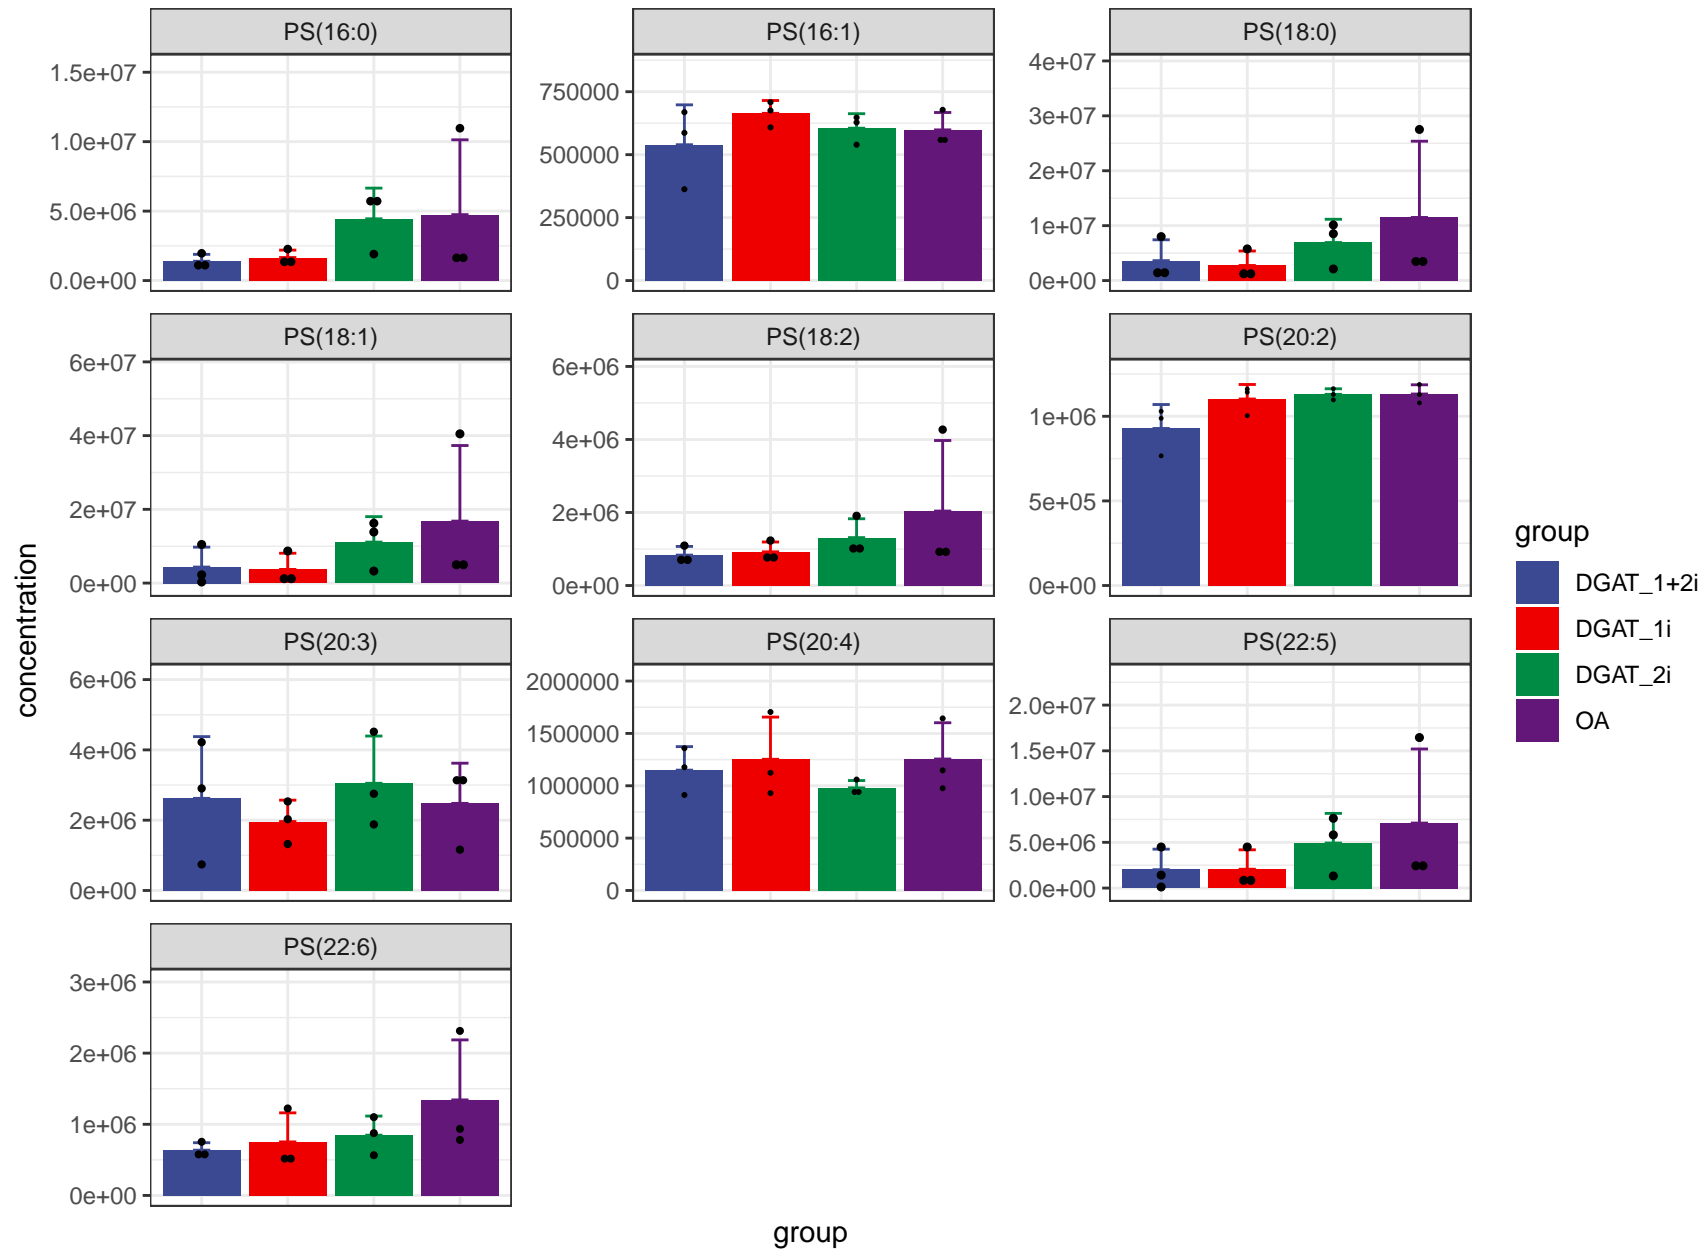 PS(16:0)
PS(16:1)
PS(18:0)
1.5e+07
1.0e+07
5.0e+06
0.0e+00
750000
500000
250000
0
4e+07
3e+07
2e+07
1e+07
0e+00
PS(18:1)
PS(18:2)
PS(20:2)
6e+07
4e+07
2e+07
0e+00
6e+06
4e+06
2e+06
0e+00
1e+06
5e+05
0e+00
PS(20:3)
PS(20:4)
PS(22:5)
6e+06
4e+06
2e+06
0e+00
2000000
1500000
1000000
500000
0
2.0e+07
1.5e+07
1.0e+07
5.0e+06
0.0e+00
PS(22:6)
3e+06
2e+06
1e+06
0e+00
concentration
group
group
DGAT_1+2i
DGAT_1i
DGAT_2i
OA